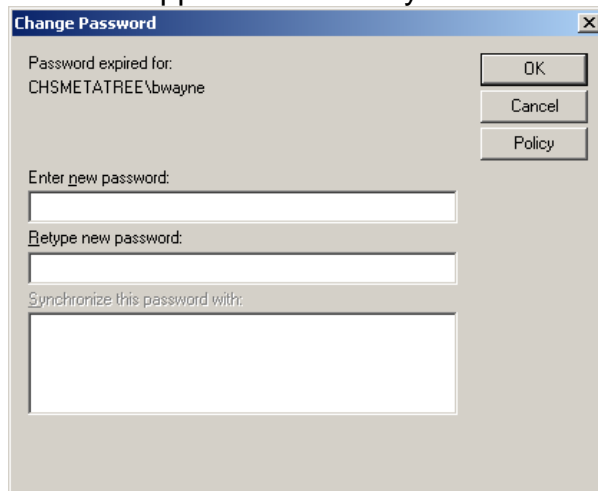 Change Password
Password expired for:
CHSMETATREE\bwayne
OK
Cancel
Policy
Enter new password:
Retype new password:
Synchronize this password with: